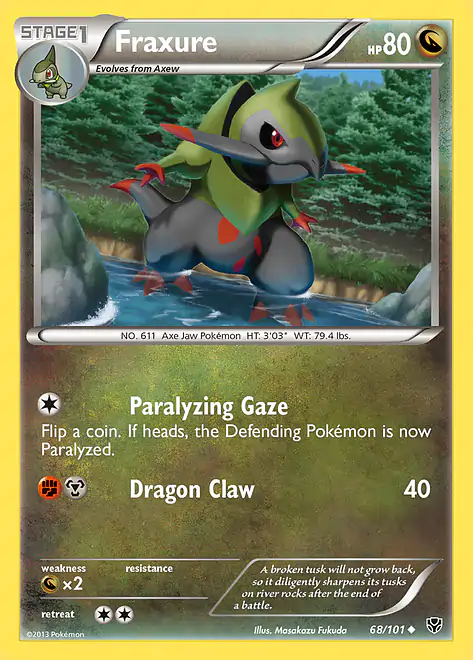 STAGE1
Fraxure
HP80
Evolves from Axew
NO. 611 Axe Jaw Pokémon HT: 3'03" WT: 79.4 lbs.
Paralyzing Gaze
Flip a coin. If heads, the Defending Pokémon is now
Paralyzed.
Dragon Claw 40
weakness resistance
×2
retreat
A broken tusk will not grow back,
so it diligently sharpens its tusks
on river rocks after the end of
a battle.
©2013 Pokémon
Illus. Masakazu Fukuda
68/101